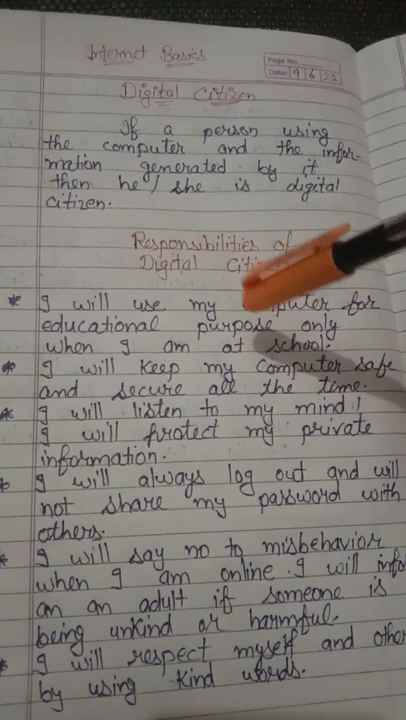 Internet Basics
Page No.
Date: 9 6 22
Digital Citizen
If a person using
the computer and the infor-
mation generated by it
then he/she is digital
citizen.
Responsibilities of
Digital
* I will use my for
educational purpose only
when I am at school.
* I will keep my computer safe
and secure all the time.
* I will listen to my mind!
I will protect my private
information.
* I will always log out and will
not share my password with
others.
* I will say no to misbehavior
when I am online. I will info
an an adult if someone is
being unkind or harmful.
* I will respect myself and other
by using kind words.